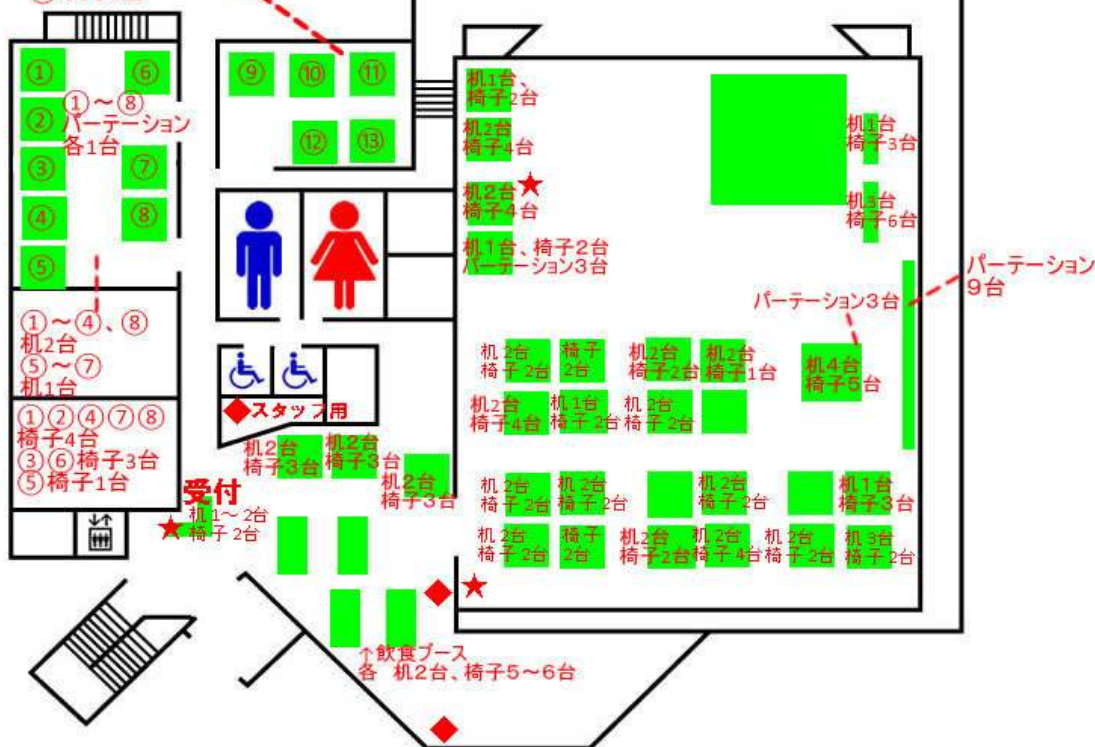 ①
⑥
②
①～⑧
パーテーション
各1台
③
⑦
④
⑧
⑤
①～④、⑧
机2台
⑤～⑦
机1台
①②④⑦⑧
椅子4台
③⑥椅子3台
⑤椅子1台
⑨
⑩
⑪
⑫
⑬
机1台、
椅子2台
机2台
椅子4台
机2台
椅子4台
机1台、椅子2台
パーテーション3台
机1台
椅子3台
机3台
椅子6台
パーテーション
9台
パーテーション3台
机4台
椅子5台
机2台
椅子2台
椅子
2台
机2台
椅子2台
机2台
椅子1台
机2台
椅子4台
机1台
椅子2台
机2台
椅子2台
机2台
椅子2台
机2台
椅子2台
机2台
椅子2台
机1台
椅子3台
机2台
椅子2台
椅子
2台
机2台
椅子2台
机2台
椅子4台
机2台
椅子2台
机3台
椅子2台
スタッフ用
机2台
椅子3台
机2台
椅子3台
机2台
椅子3台
受付
机1～2台
椅子2台
↑飲食ブース
各 机2台、椅子5～6台